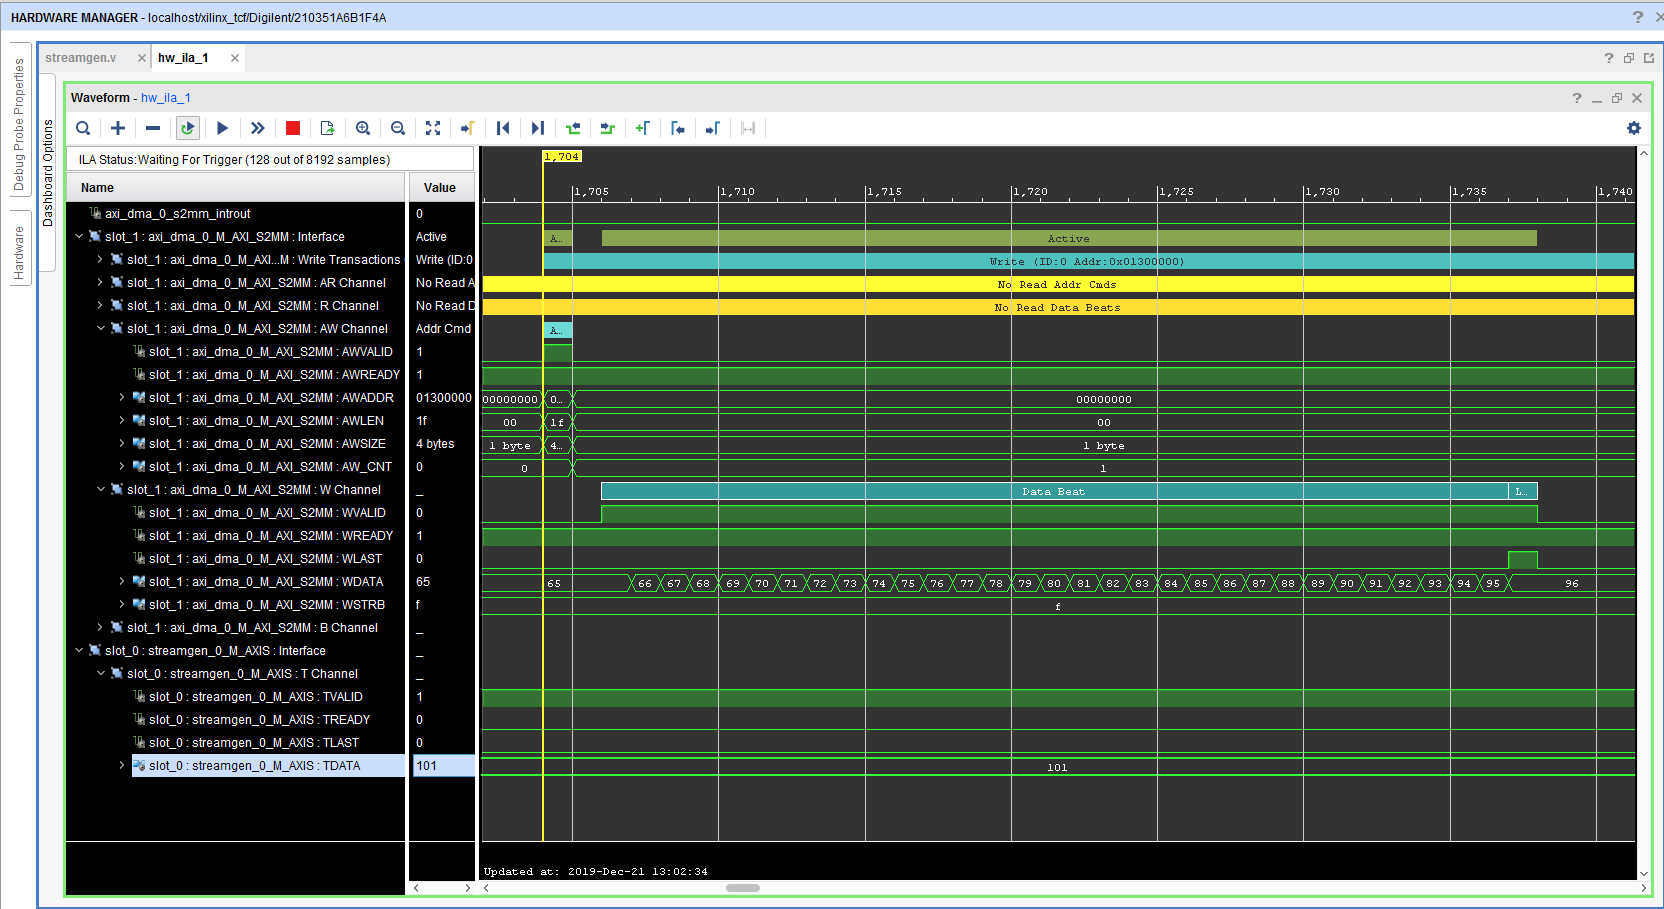 HARDWARE MANAGER - localhost/xilinx_tcf/Digilent/210351A6B1F4A
Debug Probe Properties
Hardware
Dashboard Options
streamgen.v
hw_ila_1
Waveform - hw_ila_1
ILA Status:Waiting For Trigger (128 out of 8192 samples)
Name Value
1,704
1,705 1,710 1,715 1,720 1,725 1,730 1,735 1,740
axi_dma_0_s2mm_introut 0
slot_1 : axi_dma_0_M_AXI_S2MM : Interface Active A... Active
slot_1 : axi_dma_0_M_AXI...M : Write Transactions Write (ID:0 Write (ID:0 Addr:0x01300000)
slot_1 : axi_dma_0_M_AXI_S2MM : AR Channel No Read A No Read Addr Cmds
slot_1 : axi_dma_0_M_AXI_S2MM : R Channel No Read D No Read Data Beats
slot_1 : axi_dma_0_M_AXI_S2MM : AW Channel Addr Cmd A...
slot_1 : axi_dma_0_M_AXI_S2MM : AWVALID 1
slot_1 : axi_dma_0_M_AXI_S2MM : AWREADY 1
slot_1 : axi_dma_0_M_AXI_S2MM : AWADDR 01300000 00000000 0... 00000000
slot_1 : axi_dma_0_M_AXI_S2MM : AWLEN 1f 00 1f 00
slot_1 : axi_dma_0_M_AXI_S2MM : AWSIZE 4 bytes 1 byte 4... 1 byte
slot_1 : axi_dma_0_M_AXI_S2MM : AW_CNT 0 0 1
slot_1 : axi_dma_0_M_AXI_S2MM : W Channel _ Data Beat L...
slot_1 : axi_dma_0_M_AXI_S2MM : WVALID 0
slot_1 : axi_dma_0_M_AXI_S2MM : WREADY 1
slot_1 : axi_dma_0_M_AXI_S2MM : WLAST 0
slot_1 : axi_dma_0_M_AXI_S2MM : WDATA 65 65 66 67 68 69 70 71 72 73 74 75 76 77 78 79 80 81 82 83 84 85 86 87 88 89 90 91 92 93 94 95 96
slot_1 : axi_dma_0_M_AXI_S2MM : WSTRB f f
slot_1 : axi_dma_0_M_AXI_S2MM : B Channel _
slot_0 : streamgen_0_M_AXIS : Interface _
slot_0 : streamgen_0_M_AXIS : T Channel _
slot_0 : streamgen_0_M_AXIS : TVALID 1
slot_0 : streamgen_0_M_AXIS : TREADY 0
slot_0 : streamgen_0_M_AXIS : TLAST 0
slot_0 : streamgen_0_M_AXIS : TDATA 101 101
Updated at: 2019-Dec-21 13:02:34